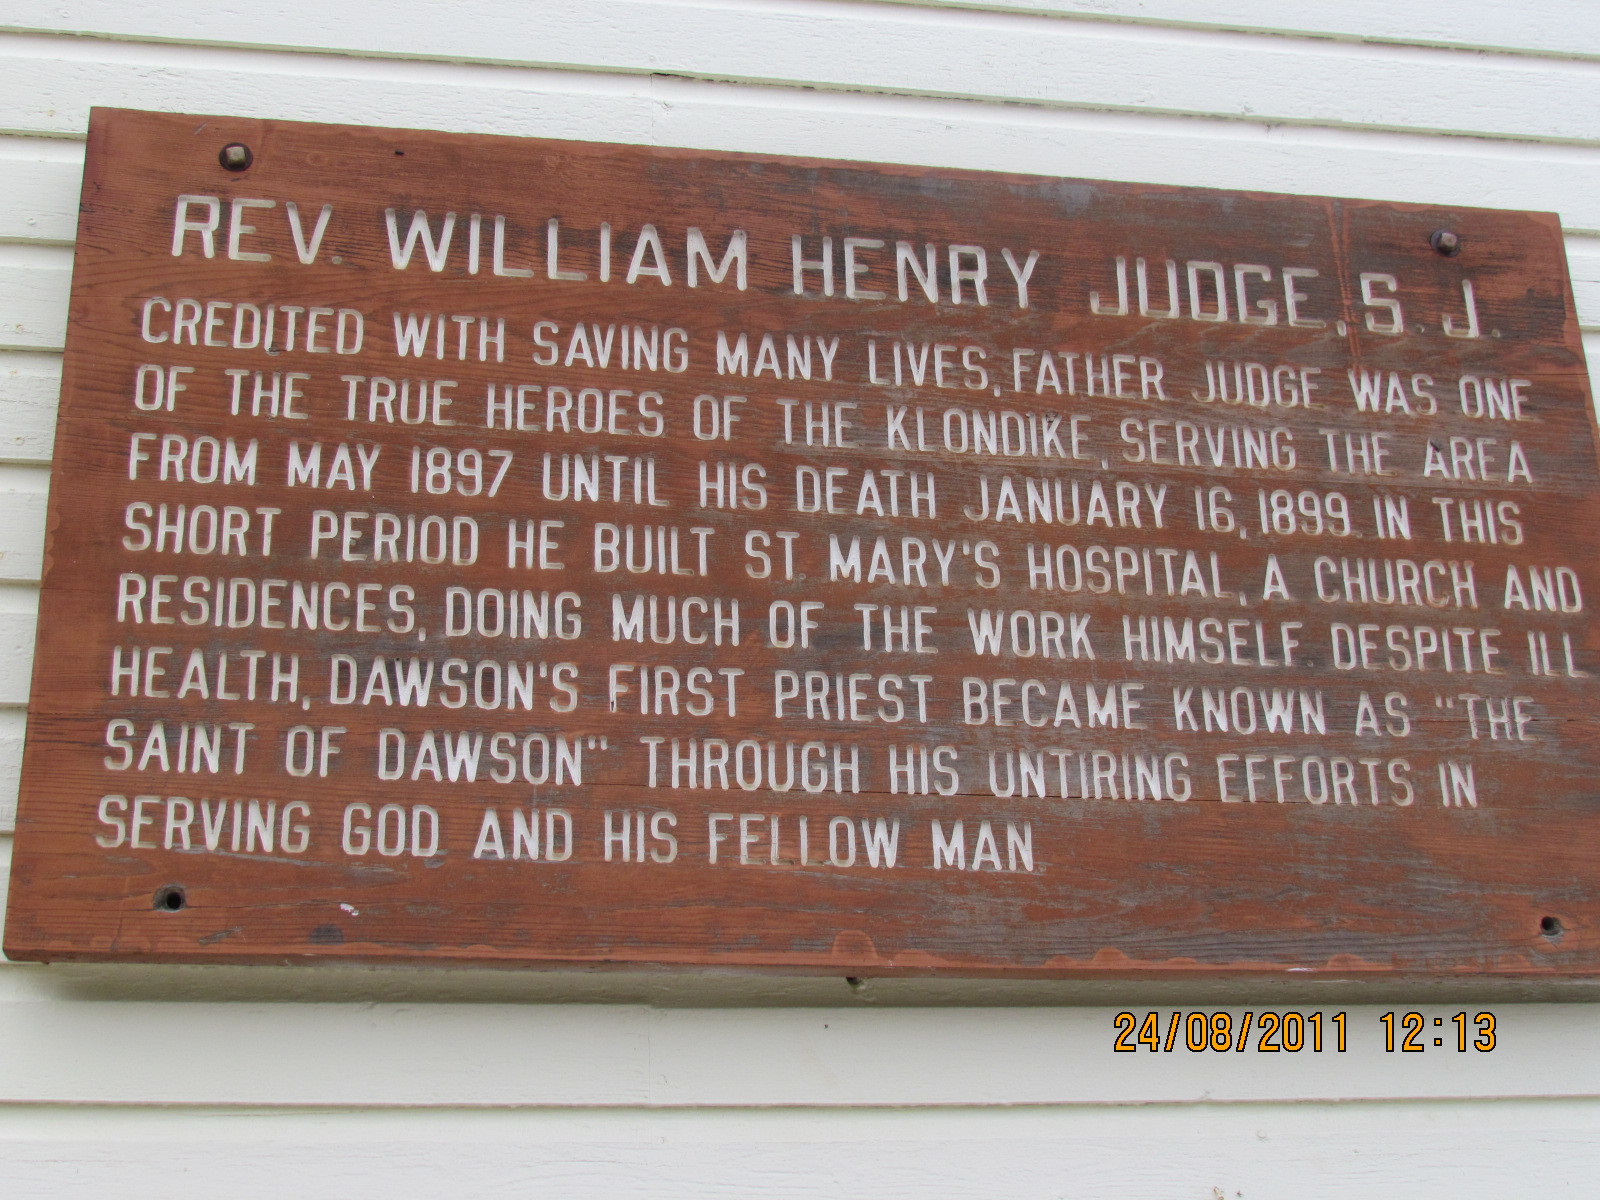 REV. WILLIAM HENRY JUDGE, S. J.
CREDITED WITH SAVING MANY LIVES, FATHER JUDGE WAS ONE
OF THE TRUE HEROES OF THE KLONDIKE, SERVING THE AREA
FROM MAY 1897 UNTIL HIS DEATH JANUARY 16, 1899. IN THIS
SHORT PERIOD HE BUILT ST. MARY'S HOSPITAL, A CHURCH AND
RESIDENCES, DOING MUCH OF THE WORK HIMSELF. DESPITE ILL
HEALTH, DAWSON'S FIRST PRIEST BECAME KNOWN AS "THE
SAINT OF DAWSON" THROUGH HIS UNTIRING EFFORTS IN
SERVING GOD AND HIS FELLOW MAN.
24/08/2011 12:13